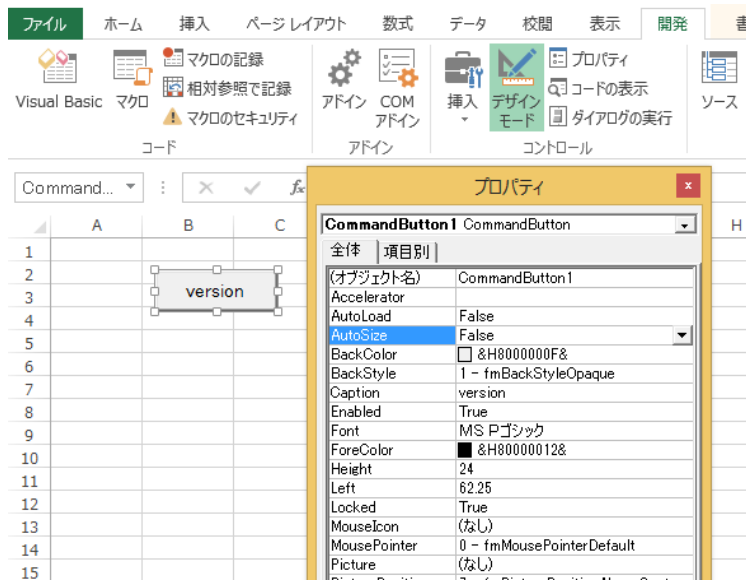 ファイル ホーム 挿入 ページ レイアウト 数式 データ 校閲 表示 開発
Visual Basic
マクロ
マクロの記録
相対参照で記録
マクロのセキュリティ
コード
アドイン
COM
アドイン
アドイン
挿入
デザイン
モード
プロパティ
コードの表示
ダイアログの実行
コントロール
ソース
Command... fx
プロパティ
x
CommandButton1 CommandButton
全体 項目別
A B C H
1
2
3
4
5
6
7
8
9
10
11
12
13
14
15
version
(オブジェクト名) CommandButton1
Accelerator
AutoLoad False
AutoSize False
BackColor &H8000000F&
BackStyle 1 - fmBackStyleOpaque
Caption version
Enabled True
Font MS Pゴシック
ForeColor &H80000012&
Height 24
Left 62.25
Locked True
MouseIcon (なし)
MousePointer 0 - fmMousePointerDefault
Picture (なし)